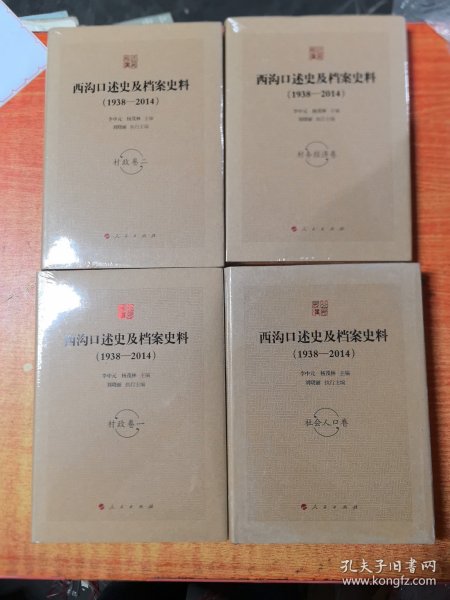 西沟口述史及档案史料
(1938—2014)
李中元 杨茂林 主编
刘晓丽 执行主编
村政卷二
人民出版社
西沟口述史及档案史料
(1938—2014)
李中元 杨茂林 主编
刘晓丽 执行主编
村务经济卷
人民出版社
西沟口述史及档案史料
(1938—2014)
李中元 杨茂林 主编
刘晓丽 执行主编
村政卷一
人民出版社
西沟口述史及档案史料
(1938—2014)
李中元 杨茂林 主编
刘晓丽 执行主编
社会人口卷
人民出版社
孔夫子旧书网
www.kongfz.com